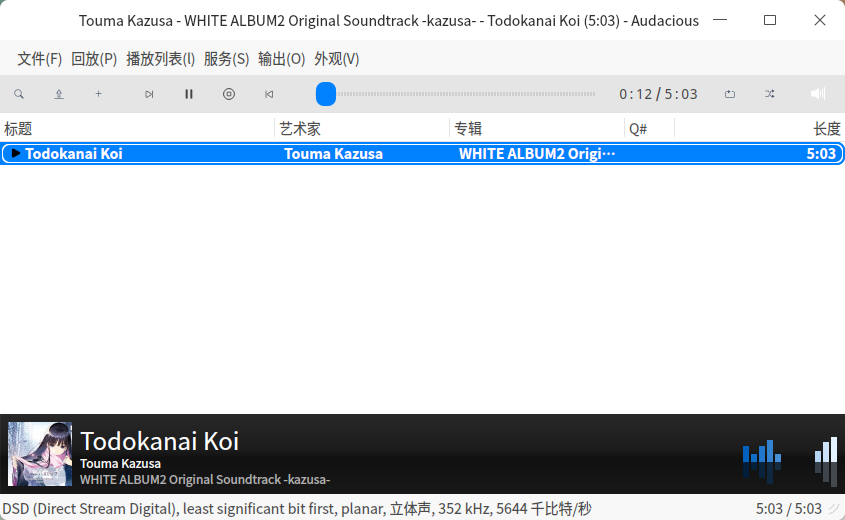 Touma Kazusa - WHITE ALBUM2 Original Soundtrack -kazusa- - Todokanai Koi (5:03) - Audacious
文件(F) 回放(P) 播放列表(l) 服务(S) 输出(O) 外观(V)
0:12 / 5:03
标题 艺术家 专辑 Q# 长度
Todokanai Koi Touma Kazusa WHITE ALBUM2 Origi… 5:03
Todokanai Koi
Touma Kazusa
WHITE ALBUM2 Original Soundtrack -kazusa-
DSD (Direct Stream Digital), least significant bit first, planar, 立体声, 352 kHz, 5644 千比特/秒 5:03 / 5:03